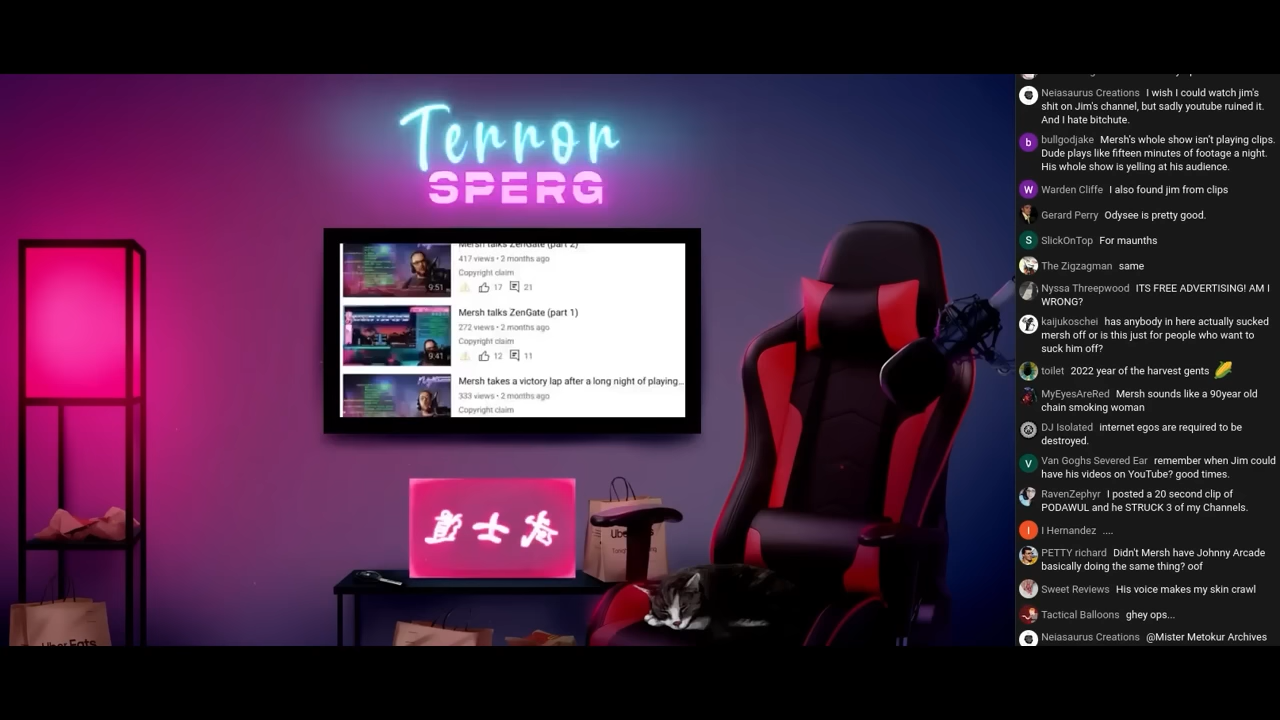 Terror
SPERG
Mersh talks ZenGate (part 2)
417 views • 2 months ago
Copyright claim
9:51
17
21
Mersh talks ZenGate (part 1)
272 views • 2 months ago
Copyright claim
9:41
12
11
Mersh takes a victory lap after a long night of playing...
333 views • 2 months ago
Copyright claim
Uber
Uber Eats
Neiasaurus Creations I wish I could watch jim's
shit on Jim's channel, but sadly youtube ruined it.
And I hate bitchute.
b
bullgodjake Mersh's whole show isn't playing clips.
Dude plays like fifteen minutes of footage a night.
His whole show is yelling at his audience.
W
Warden Cliffe I also found jim from clips
Gerard Perry Odysee is pretty good.
S
SlickOnTop For maunths
The Zigzagman same
Nyssa Threepwood ITS FREE ADVERTISING! AM I
WRONG?
kaijukoschei has anybody in here actually sucked
mersh off or is this just for people who want to
suck him off?
toilet 2022 year of the harvest gents 🌽
MyEyesAreRed Mersh sounds like a 90year old
chain smoking woman
DJ Isolated internet egos are required to be
destroyed.
V
Van Goghs Severed Ear remember when Jim could
have his videos on YouTube? good times.
RavenZephyr I posted a 20 second clip of
PODAWUL and he STRUCK 3 of my Channels.
I
I Hernandez ....
PETTY richard Didn't Mersh have Johnny Arcade
basically doing the same thing? oof
Sweet Reviews His voice makes my skin crawl
Tactical Balloons ghey ops...
Neiasaurus Creations @Mister Metokur Archives